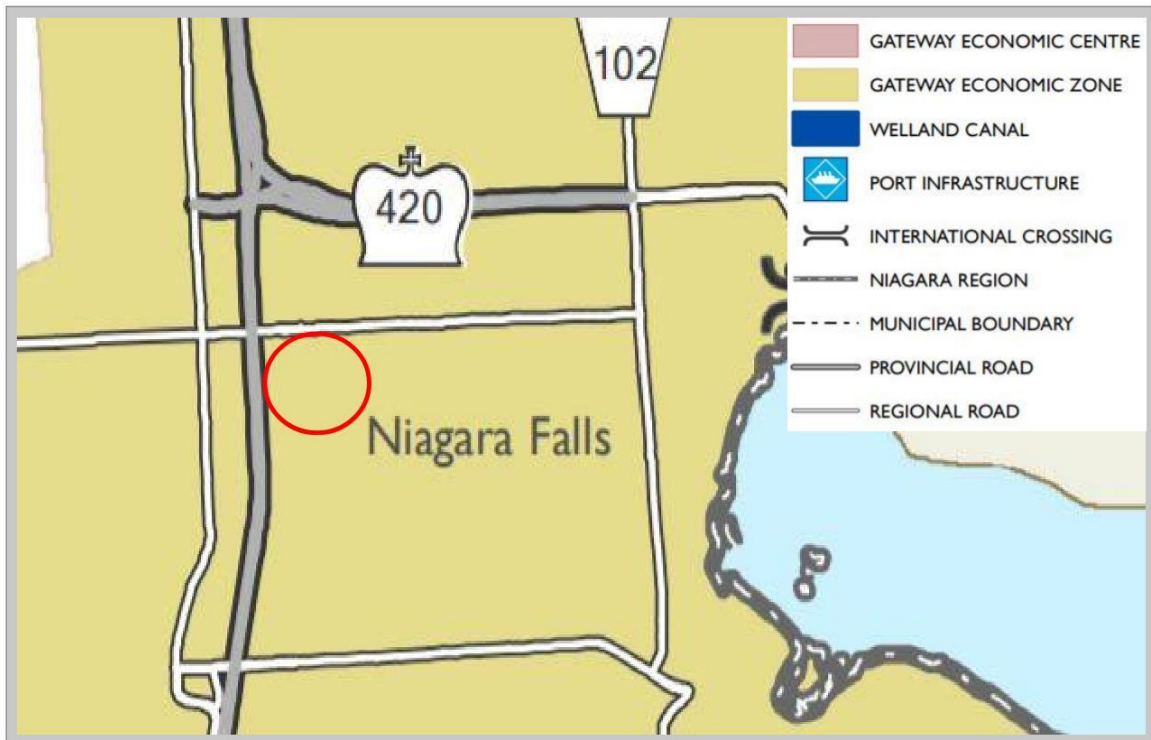 102
420
Niagara Falls
GATEWAY ECONOMIC CENTRE
GATEWAY ECONOMIC ZONE
WELLAND CANAL
PORT INFRASTRUCTURE
INTERNATIONAL CROSSING
NIAGARA REGION
MUNICIPAL BOUNDARY
PROVINCIAL ROAD
REGIONAL ROAD